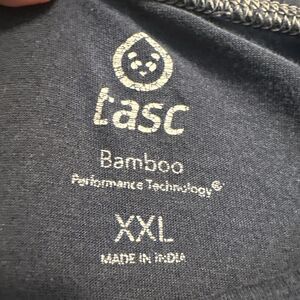 tasc
Bamboo
Performance Technology®
XXL
MADE IN INDIA